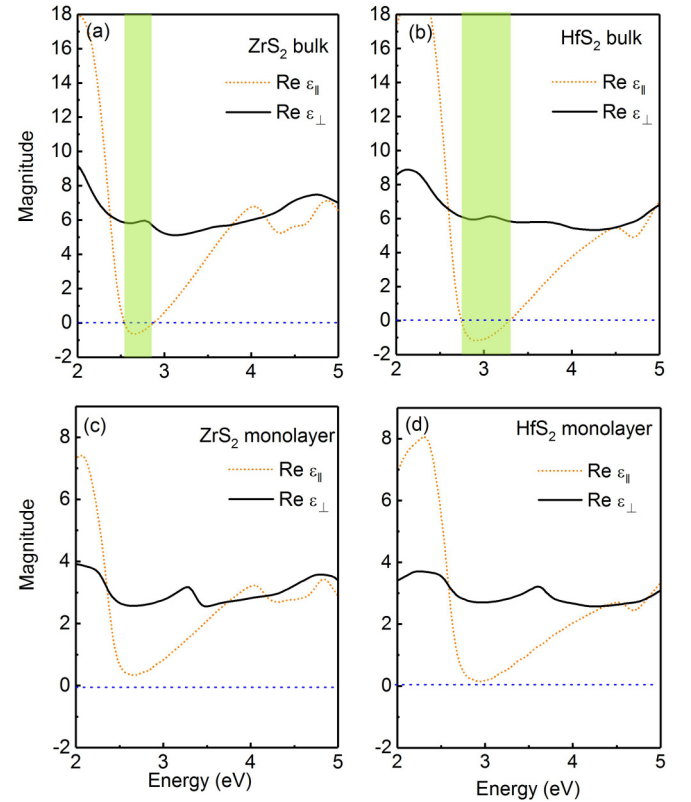 (a)
ZrS₂ bulk
Re ε∥
Re ε⊥
18
16
14
12
10
8
6
4
2
0
-2
2
3
4
5
Magnitude
(b)
HfS₂ bulk
Re ε∥
Re ε⊥
18
16
14
12
10
8
6
4
2
0
-2
2
3
4
5
(c)
ZrS₂ monolayer
Re ε∥
Re ε⊥
8
6
4
2
0
-2
2
3
4
5
Magnitude
Energy (eV)
(d)
HfS₂ monolayer
Re ε∥
Re ε⊥
8
6
4
2
0
-2
2
3
4
5
Energy (eV)